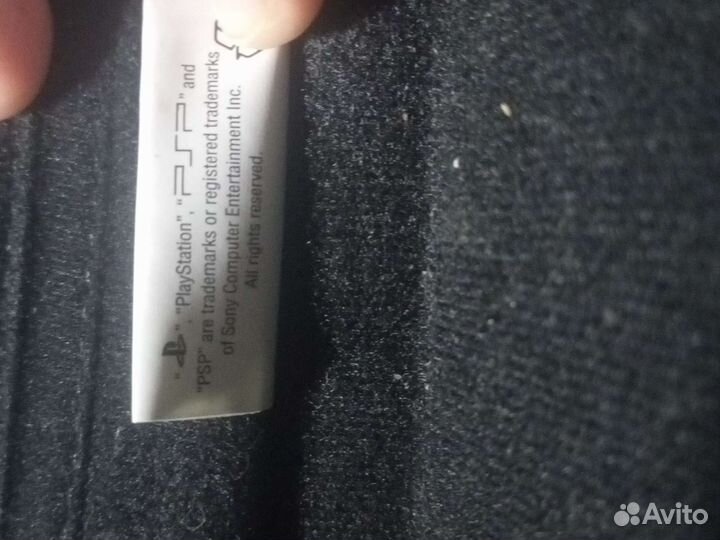 " ", "PlayStation", "PSP" and
"PSP" are trademarks or registered trademarks
of Sony Computer Entertainment Inc.
All rights reserved.
Avito